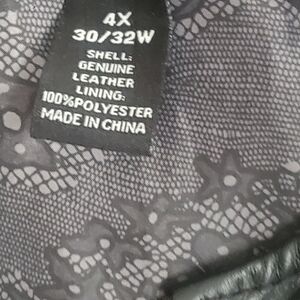 4X
30/32W
SHELL:
GENUINE
LEATHER
LINING:
100%POLYESTER
MADE IN CHINA